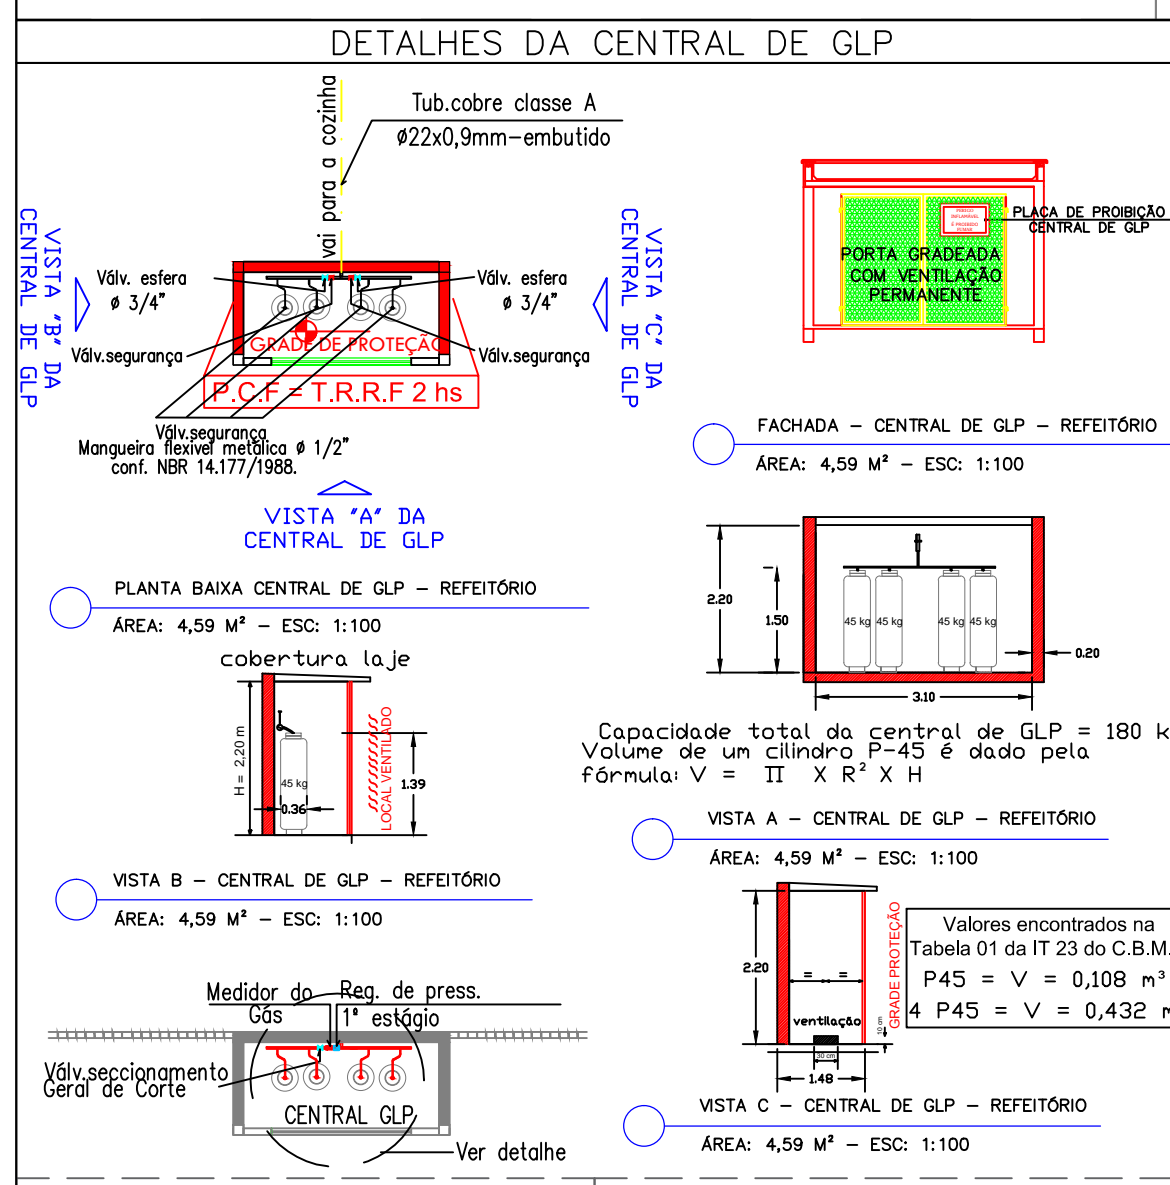 DETALHES DA CENTRAL DE GLP
vai para a cozinha
Tub.cobre classe A
ø22x0,9mm-embutido
VISTA "B" DA
CENTRAL DE GLP
Válv. esfera
ø 3/4"
Válv. esfera
ø 3/4"
VISTA "C" DA
CENTRAL DE GLP
Válv.segurança
GRADE DE PROTEÇÃO
Válv.segurança
P.C.F = T.R.R.F 2 hs
Válv.segurança
Mangueira flexivel metálica ø 1/2"
conf. NBR 14.177/1988.
VISTA "A" DA
CENTRAL DE GLP
PLANTA BAIXA CENTRAL DE GLP - REFEITÓRIO
ÁREA: 4,59 M² - ESC: 1:100
PERIGO
INFLAMÁVEL
É PROIBIDO
FUMAR
PLACA DE PROIBIÇÃO
CENTRAL DE GLP
PORTA GRADEADA
COM VENTILAÇÃO
PERMANENTE
FACHADA - CENTRAL DE GLP - REFEITÓRIO
ÁREA: 4,59 M² - ESC: 1:100
2.20
1.50
45 kg
45 kg
45 kg
45 kg
0.20
3.10
Capacidade total da central de GLP = 180 k
Volume de um cilindro P-45 é dado pela
fórmula: V = π X R² X H
VISTA A - CENTRAL DE GLP - REFEITÓRIO
ÁREA: 4,59 M² - ESC: 1:100
cobertura laje
H = 2,20 m
45 kg
0.36
LOCAL VENTILADO
1.39
VISTA B - CENTRAL DE GLP - REFEITÓRIO
ÁREA: 4,59 M² - ESC: 1:100
2.20
= =
ventilação
30 cm
10 cm
1.48
GRADE PROTEÇÃO
Valores encontrados na
Tabela 01 da IT 23 do C.B.M.
P45 = V = 0,108 m³
4 P45 = V = 0,432 m
VISTA C - CENTRAL DE GLP - REFEITÓRIO
ÁREA: 4,59 M² - ESC: 1:100
Medidor do
Gás
Reg. de press.
1º estágio
Válv.seccionamento
Geral de Corte
CENTRAL GLP
Ver detalhe